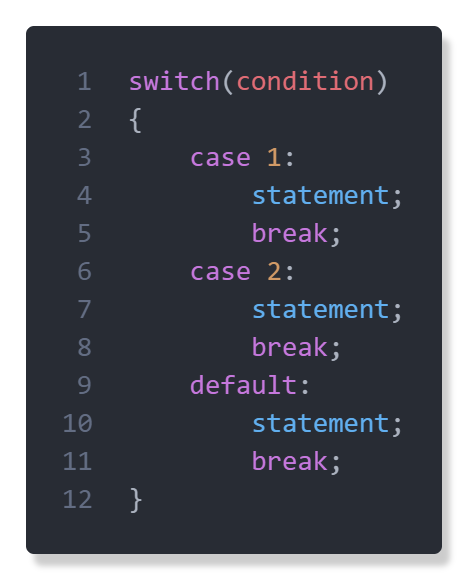 1 switch(condition)
2 {
3     case 1:
4         statement;
5         break;
6     case 2:
7         statement;
8         break;
9     default:
10         statement;
11         break;
12 }